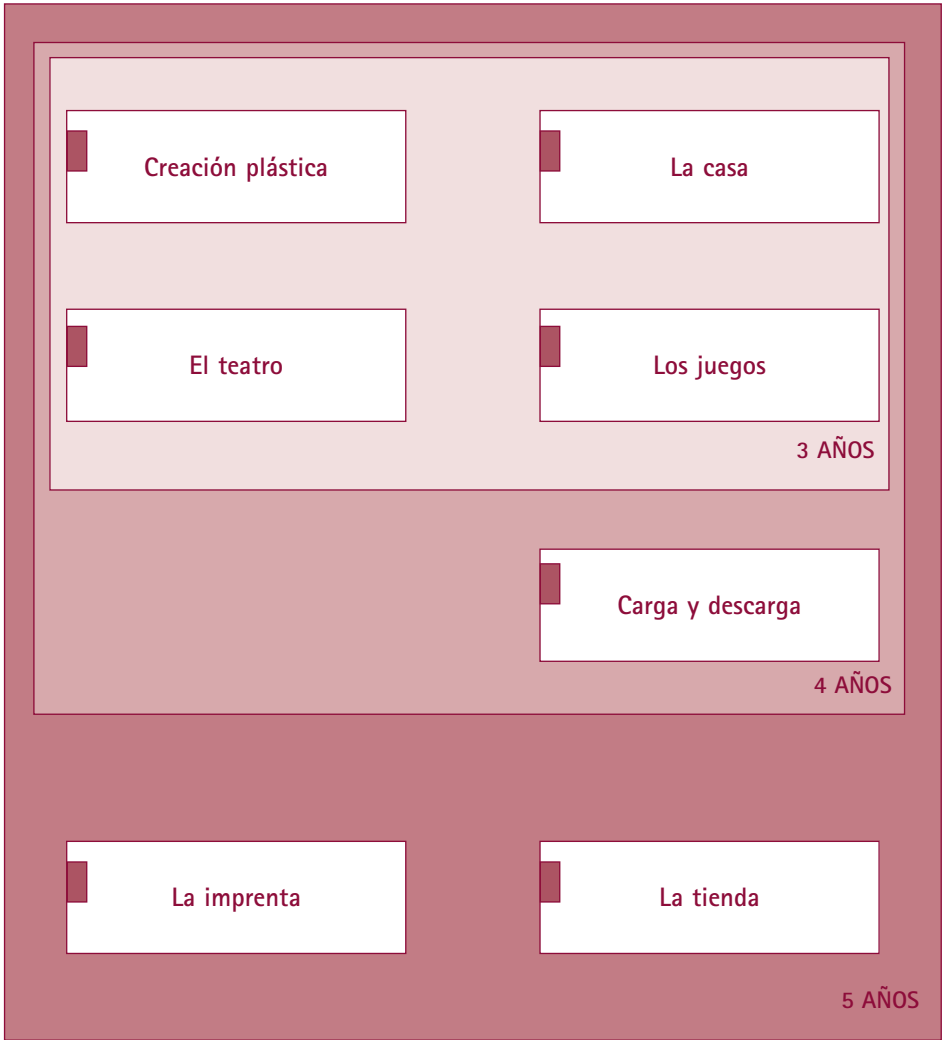 Creación plástica
La casa
El teatro
Los juegos
3 AÑOS
Carga y descarga
4 AÑOS
La imprenta
La tienda
5 AÑOS